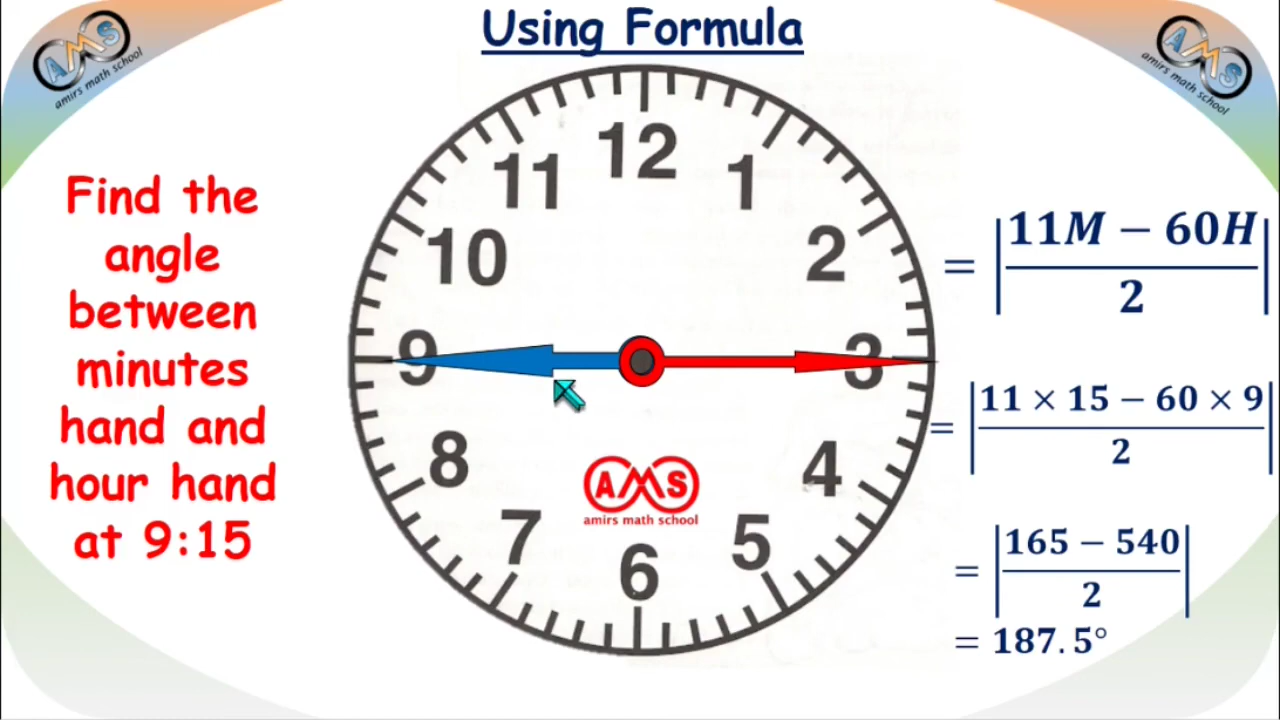 Using Formula
AMS
amirs math school
AMS
amirs math school
Find the
angle
between
minutes
hand and
hour hand
at 9:15
12
11
1
10
2
9
3
8
4
7
5
6
AMS
amirs math school
= |(11M − 60H)/2|
= |(11 × 15 − 60 × 9)/2|
= |(165 − 540)/2|
= 187.5°